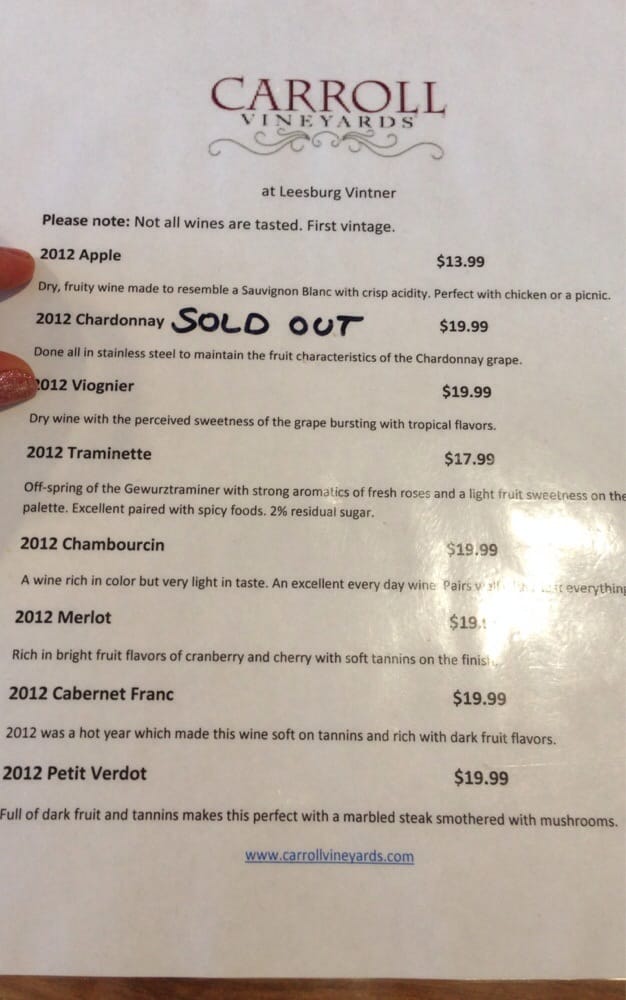 CARROLL
VINEYARDS
at Leesburg Vintner
Please note: Not all wines are tasted. First vintage.
2012 Apple $13.99
Dry, fruity wine made to resemble a Sauvignon Blanc with crisp acidity. Perfect with chicken or a picnic.
2012 Chardonnay SOLD OUT $19.99
Done all in stainless steel to maintain the fruit characteristics of the Chardonnay grape.
2012 Viognier $19.99
Dry wine with the perceived sweetness of the grape bursting with tropical flavors.
2012 Traminette $17.99
Off-spring of the Gewurztraminer with strong aromatics of fresh roses and a light fruit sweetness on the
palette. Excellent paired with spicy foods. 2% residual sugar.
2012 Chambourcin $19.99
A wine rich in color but very light in taste. An excellent every day wine Pairs everything
2012 Merlot
Rich in bright fruit flavors of cranberry and cherry with soft tannins on the finish.
2012 Cabernet Franc $19.99
2012 was a hot year which made this wine soft on tannins and rich with dark fruit flavors.
2012 Petit Verdot $19.99
Full of dark fruit and tannins makes this perfect with a marbled steak smothered with mushrooms.
www.carrollvineyards.com